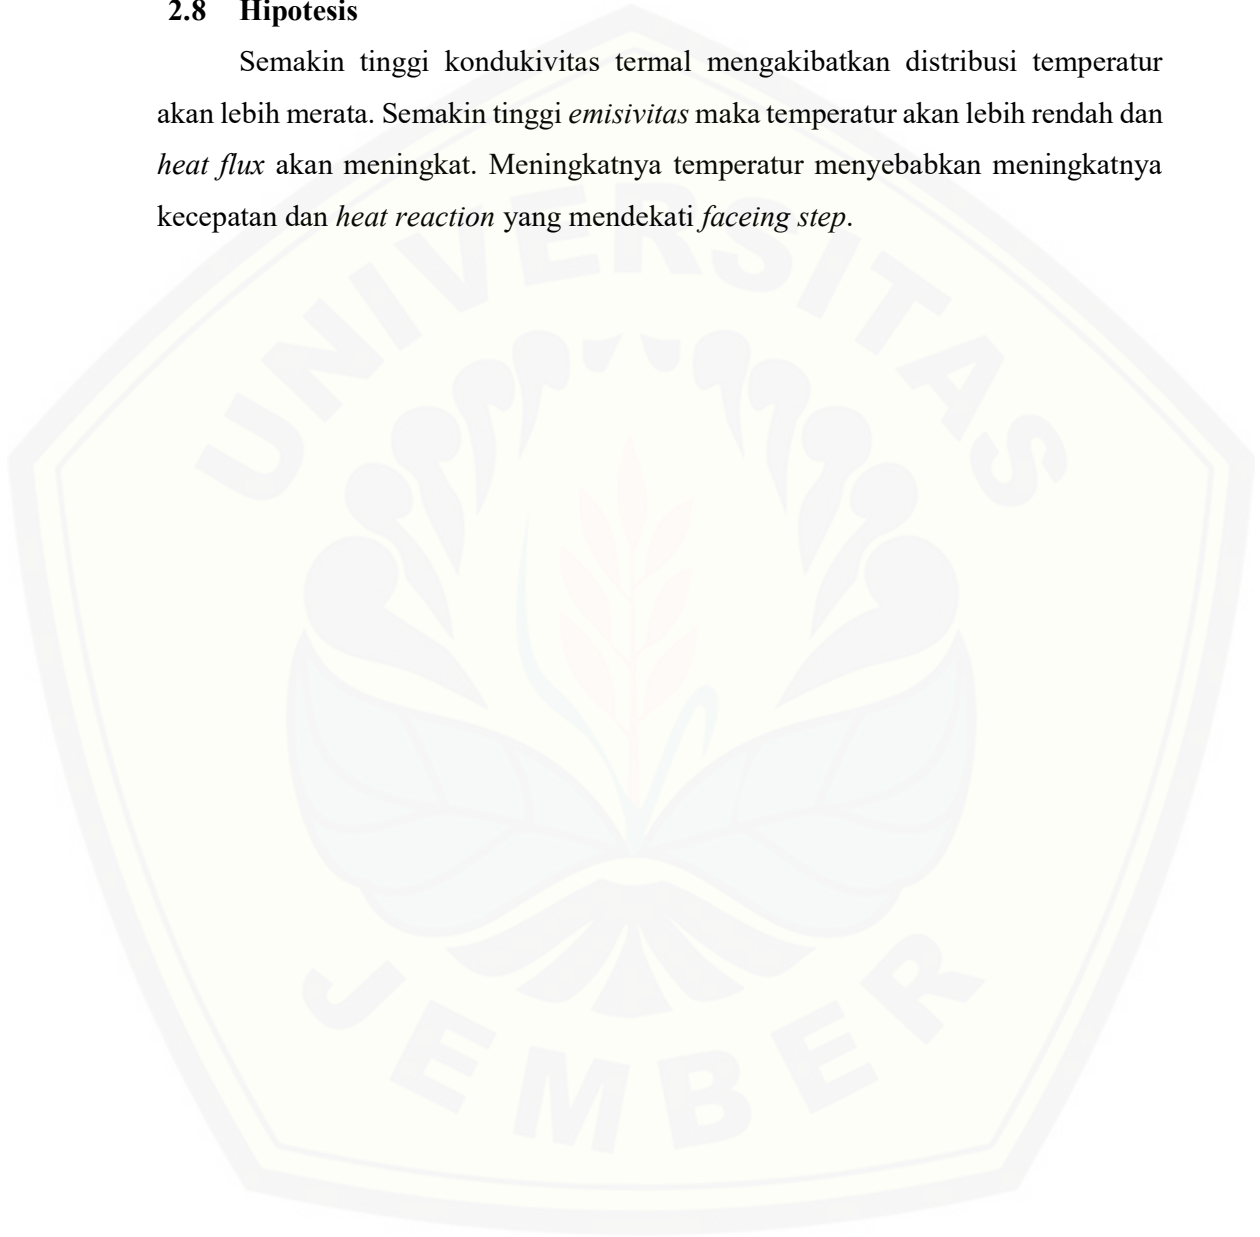 2.8 Hipotesis
Semakin tinggi kondukivitas termal mengakibatkan distribusi temperatur
akan lebih merata. Semakin tinggi emisivitas maka temperatur akan lebih rendah dan
heat flux akan meningkat. Meningkatnya temperatur menyebabkan meningkatnya
kecepatan dan heat reaction yang mendekati faceing step.
UNIVERSITAS
JEMBER